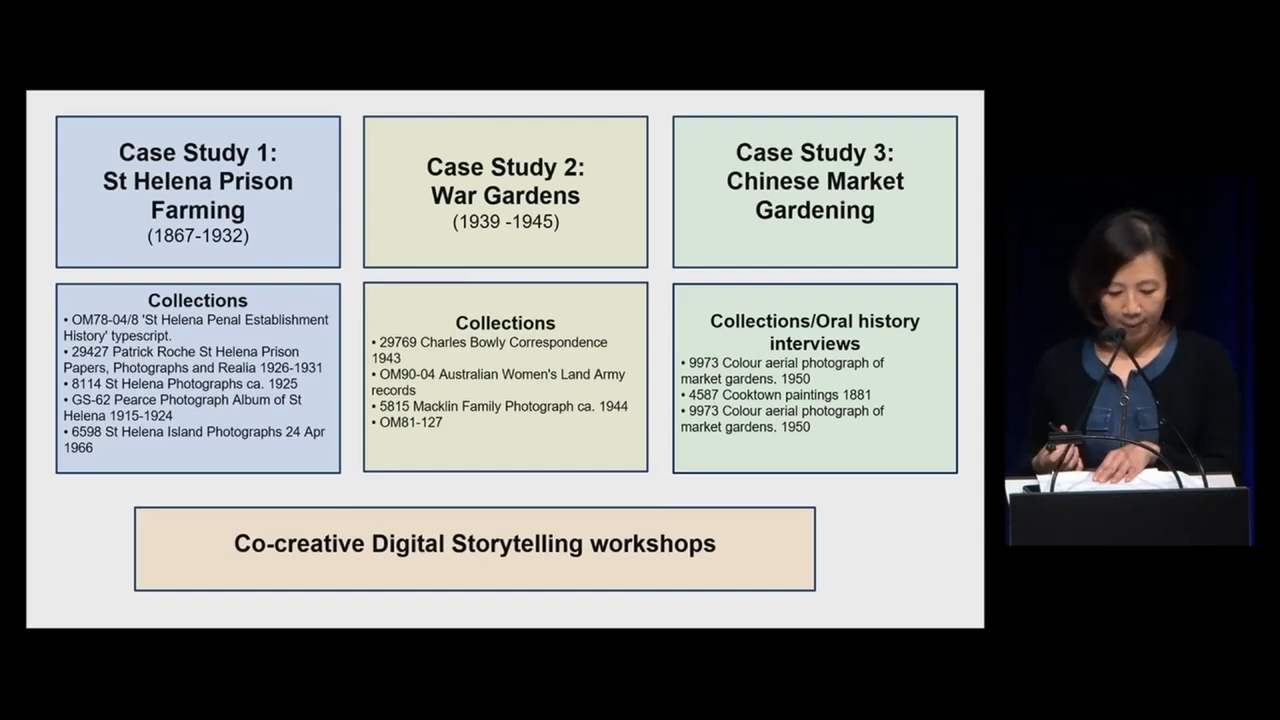 Case Study 1:
St Helena Prison
Farming
(1867-1932)
Case Study 2:
War Gardens
(1939 -1945)
Case Study 3:
Chinese Market
Gardening
Collections
• OM78-04/8 'St Helena Penal Establishment
History' typescript.
• 29427 Patrick Roche St Helena Prison
Papers, Photographs and Realia 1926-1931
• 8114 St Helena Photographs ca. 1925
• GS-62 Pearce Photograph Album of St
Helena 1915-1924
• 6598 St Helena Island Photographs 24 Apr
1966
Collections
• 29769 Charles Bowly Correspondence
1943
• OM90-04 Australian Women's Land Army
records
• 5815 Macklin Family Photograph ca. 1944
• OM81-127
Collections/Oral history
interviews
• 9973 Colour aerial photograph of
market gardens. 1950
• 4587 Cooktown paintings 1881
• 9973 Colour aerial photograph of
market gardens. 1950
Co-creative Digital Storytelling workshops